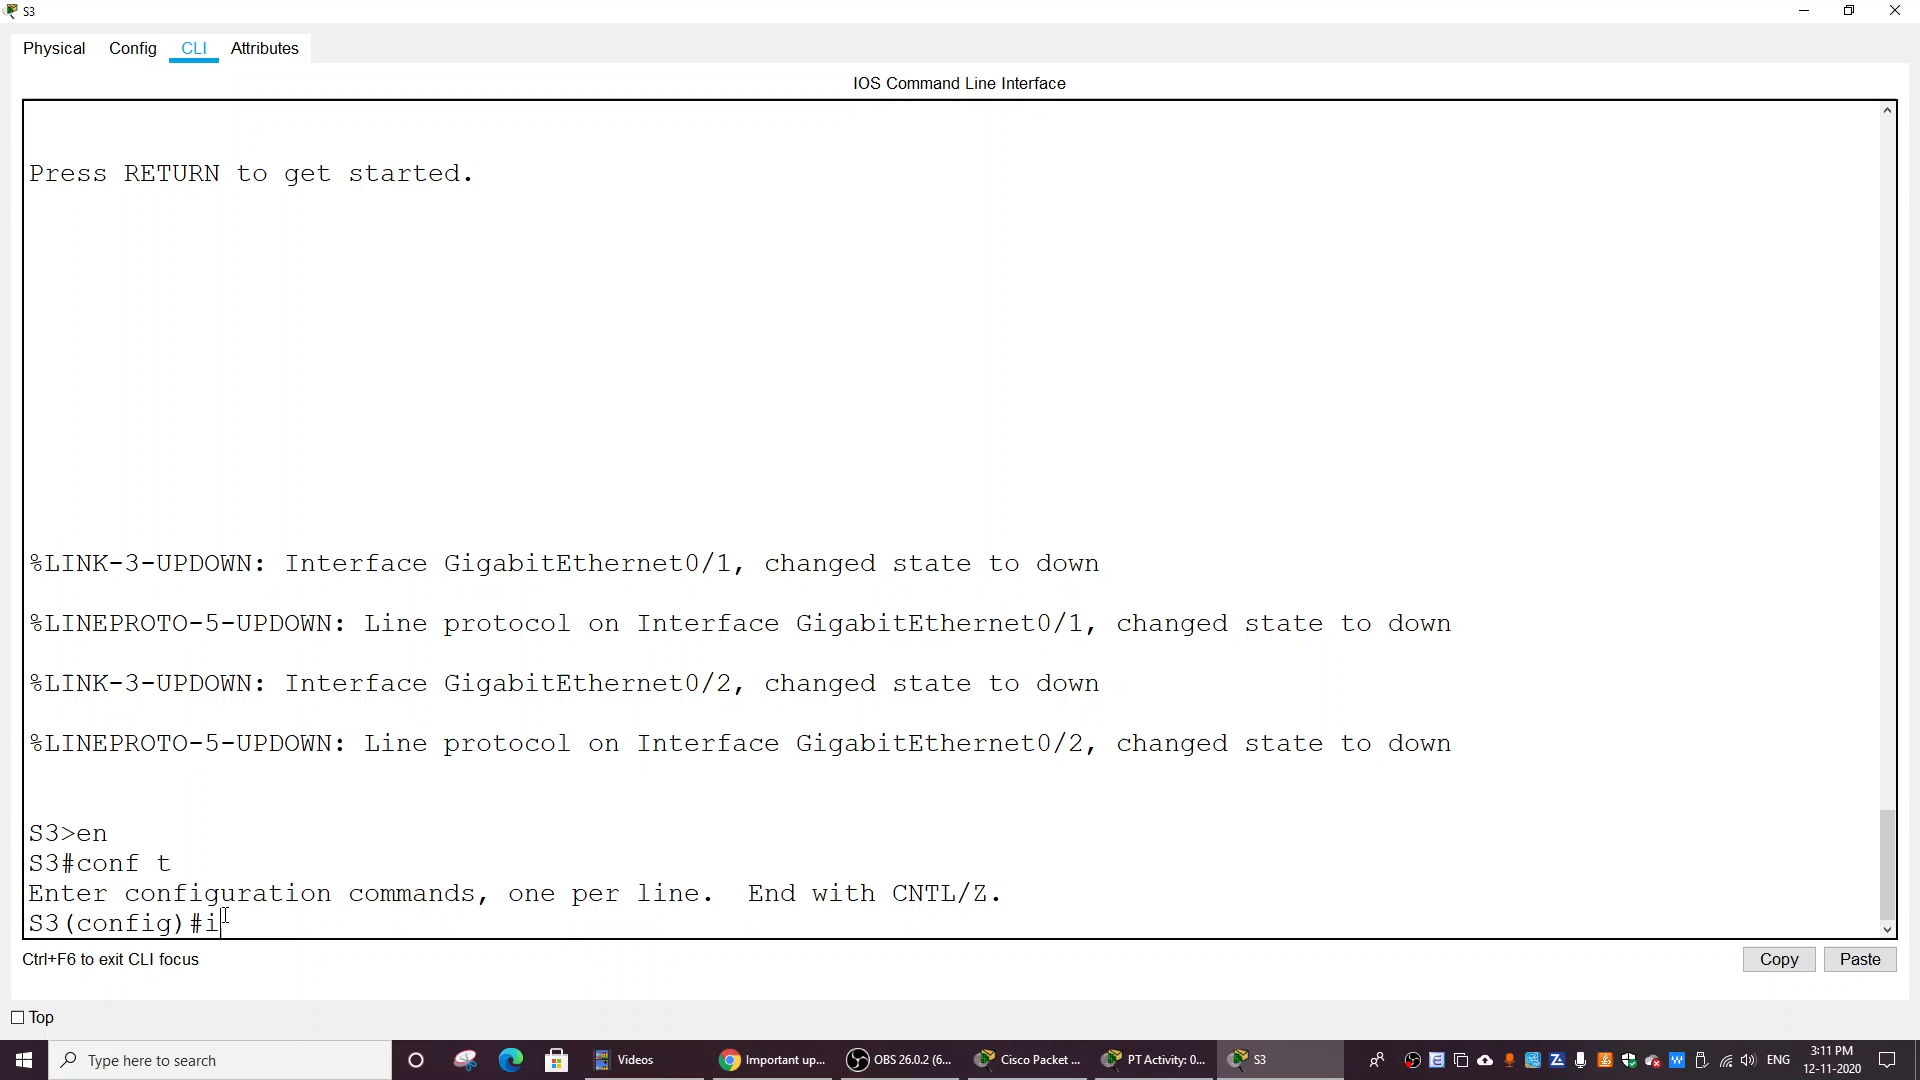 S3
Physical Config CLI Attributes
IOS Command Line Interface
Press RETURN to get started.
%LINK-3-UPDOWN: Interface GigabitEthernet0/1, changed state to down
%LINEPROTO-5-UPDOWN: Line protocol on Interface GigabitEthernet0/1, changed state to down
%LINK-3-UPDOWN: Interface GigabitEthernet0/2, changed state to down
%LINEPROTO-5-UPDOWN: Line protocol on Interface GigabitEthernet0/2, changed state to down
S3>en
S3#conf t
Enter configuration commands, one per line.  End with CNTL/Z.
S3(config)#i
Ctrl+F6 to exit CLI focus
Copy Paste
Top
Type here to search
Videos
Important up...
OBS 26.0.2 (6...
Cisco Packet ...
PT Activity: 0...
S3
ENG
3:11 PM
12-11-2020